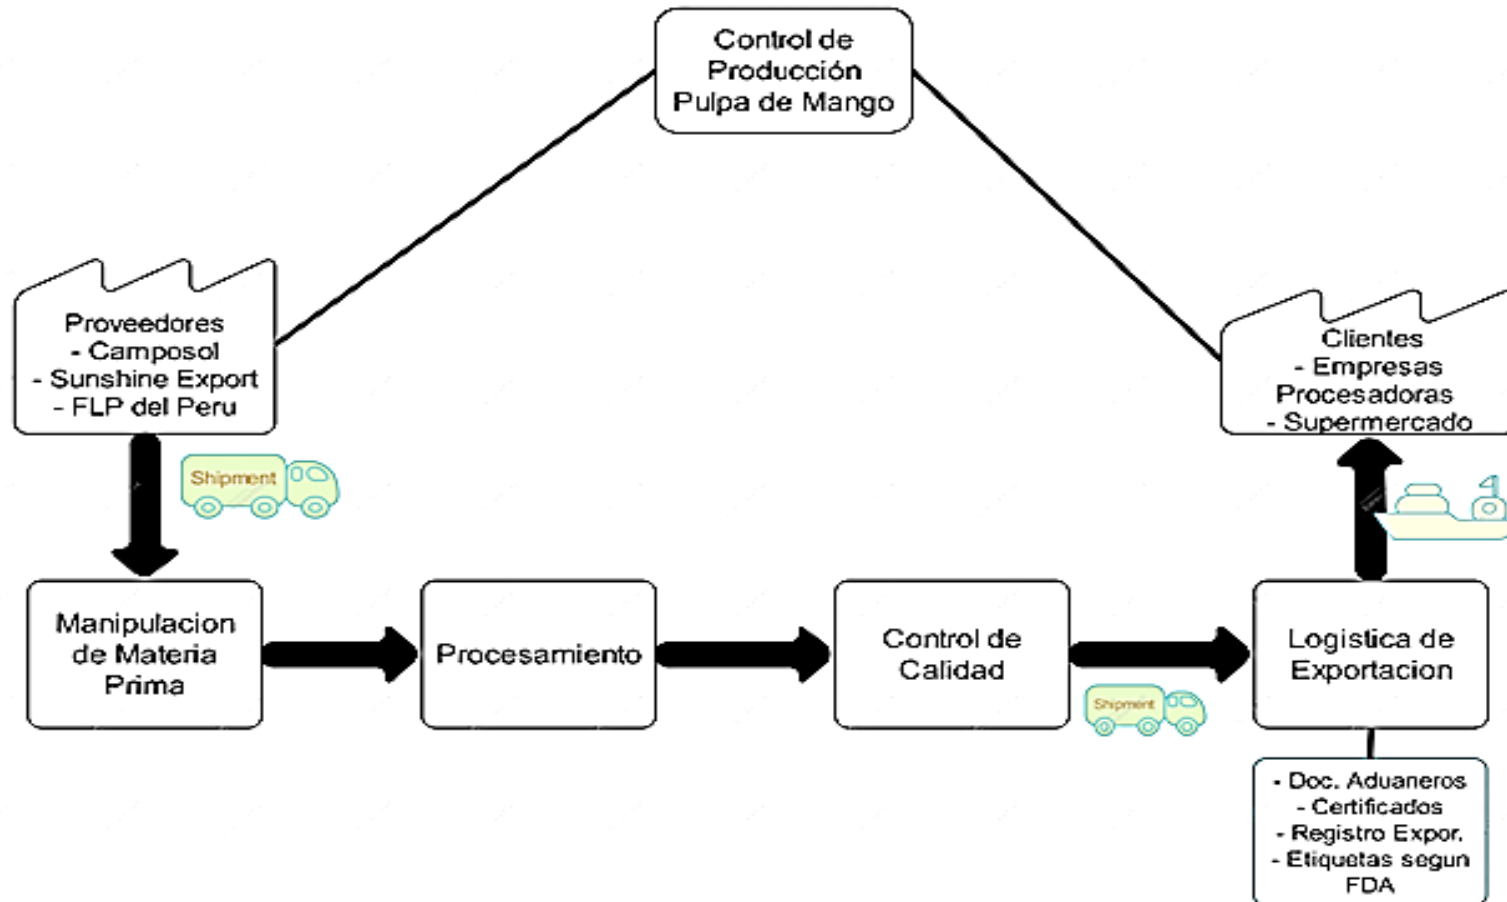 Control de
Producción
Pulpa de Mango
Proveedores
- Camposol
- Sunshine Export
- FLP del Peru
Clientes
- Empresas
Procesadoras
- Supermercado
Shipment
Manipulacion
de Materia
Prima
Procesamiento
Control de
Calidad
Shipment
Logistica de
Exportacion
- Doc. Aduaneros
- Certificados
- Registro Expor.
- Etiquetas segun
FDA